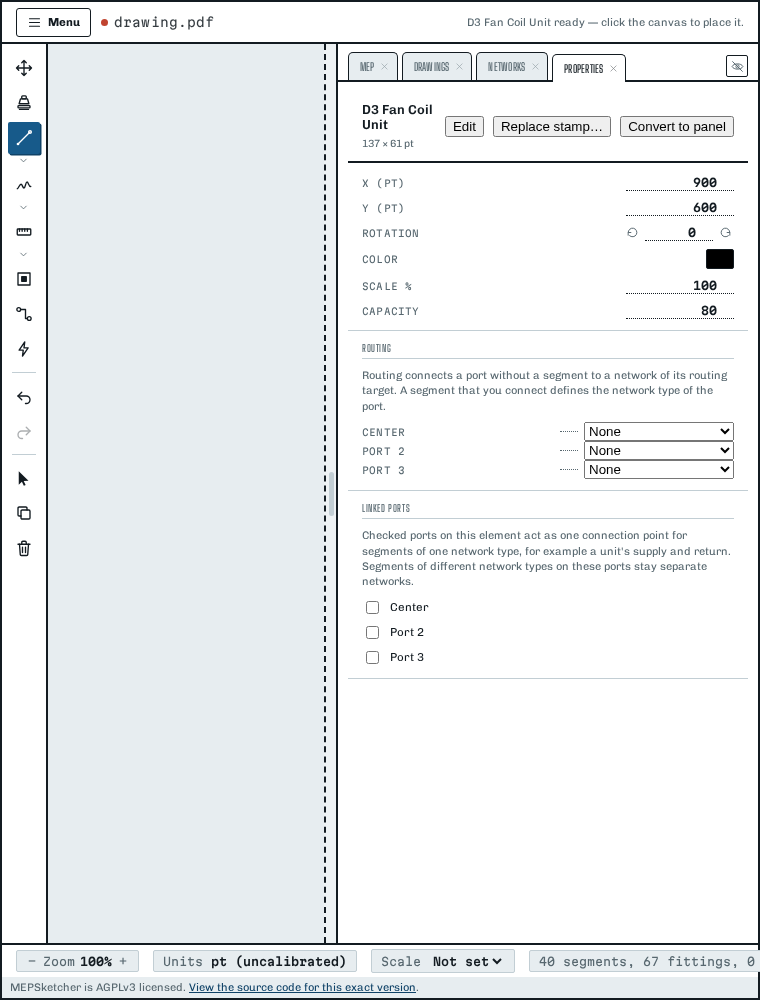 Menu
drawing.pdf
D3 Fan Coil Unit ready — click the canvas to place it.
MEP
DRAWINGS
NETWORKS
PROPERTIES
D3 Fan Coil
Unit
137 × 61 pt
Edit
Replace stamp…
Convert to panel
X (PT) 900
Y (PT) 600
ROTATION 0
COLOR
SCALE % 100
CAPACITY 80
ROUTING
Routing connects a port without a segment to a network of its routing
target. A segment that you connect defines the network type of the
port.
CENTER None
PORT 2 None
PORT 3 None
LINKED PORTS
Checked ports on this element act as one connection point for
segments of one network type, for example a unit's supply and return.
Segments of different network types on these ports stay separate
networks.
Center
Port 2
Port 3
− Zoom 100% +
Units pt (uncalibrated)
Scale Not set
40 segments, 67 fittings, 0
MEPSketcher is AGPLv3 licensed. View the source code for this exact version.